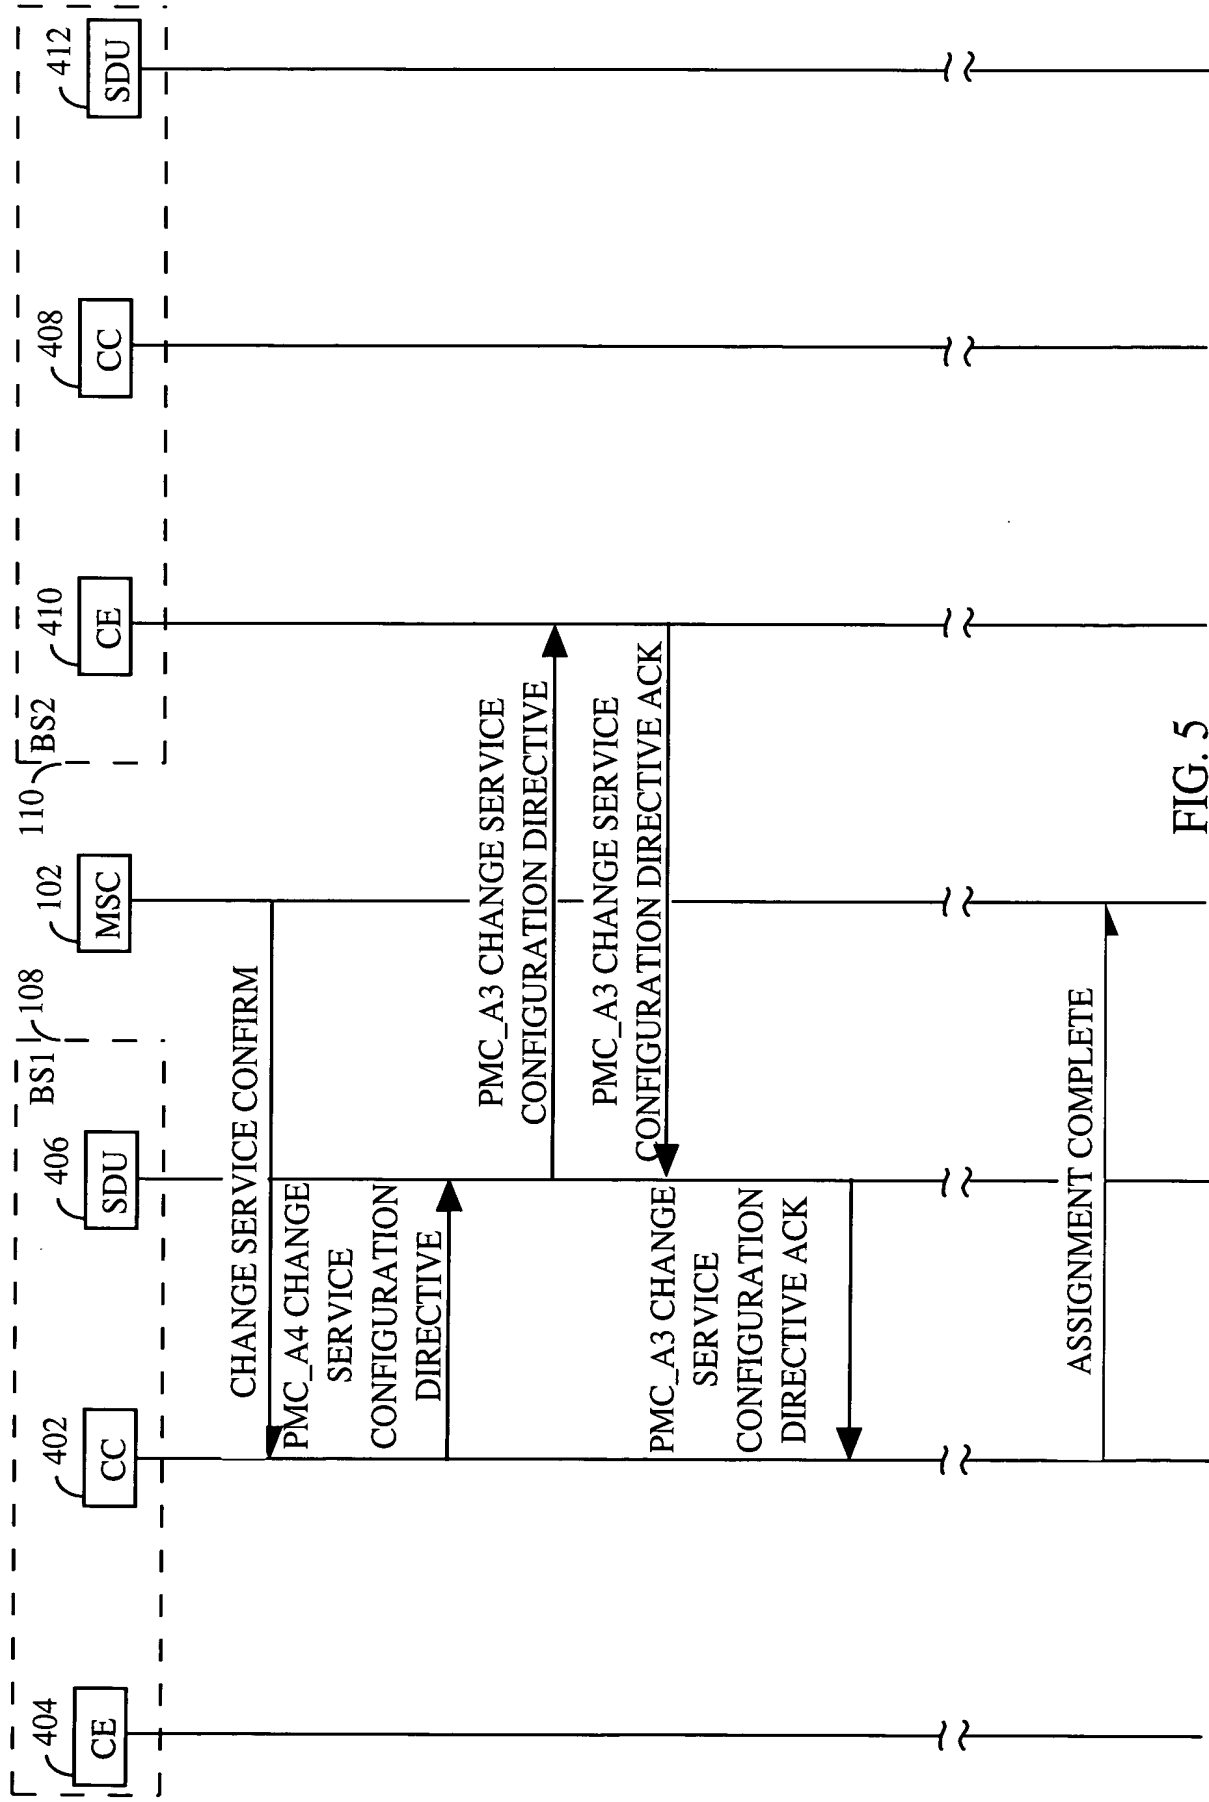 404
402
406
BS1
108
102
110
BS2
410
408
412
CE
CC
SDU
MSC
CE
CC
SDU
CHANGE SERVICE CONFIRM
PMC_A4 CHANGE
SERVICE
CONFIGURATION
DIRECTIVE
PMC_A3 CHANGE SERVICE
CONFIGURATION DIRECTIVE
PMC_A3 CHANGE SERVICE
CONFIGURATION DIRECTIVE ACK
PMC_A3 CHANGE
SERVICE
CONFIGURATION
DIRECTIVE ACK
ASSIGNMENT COMPLETE
FIG. 5